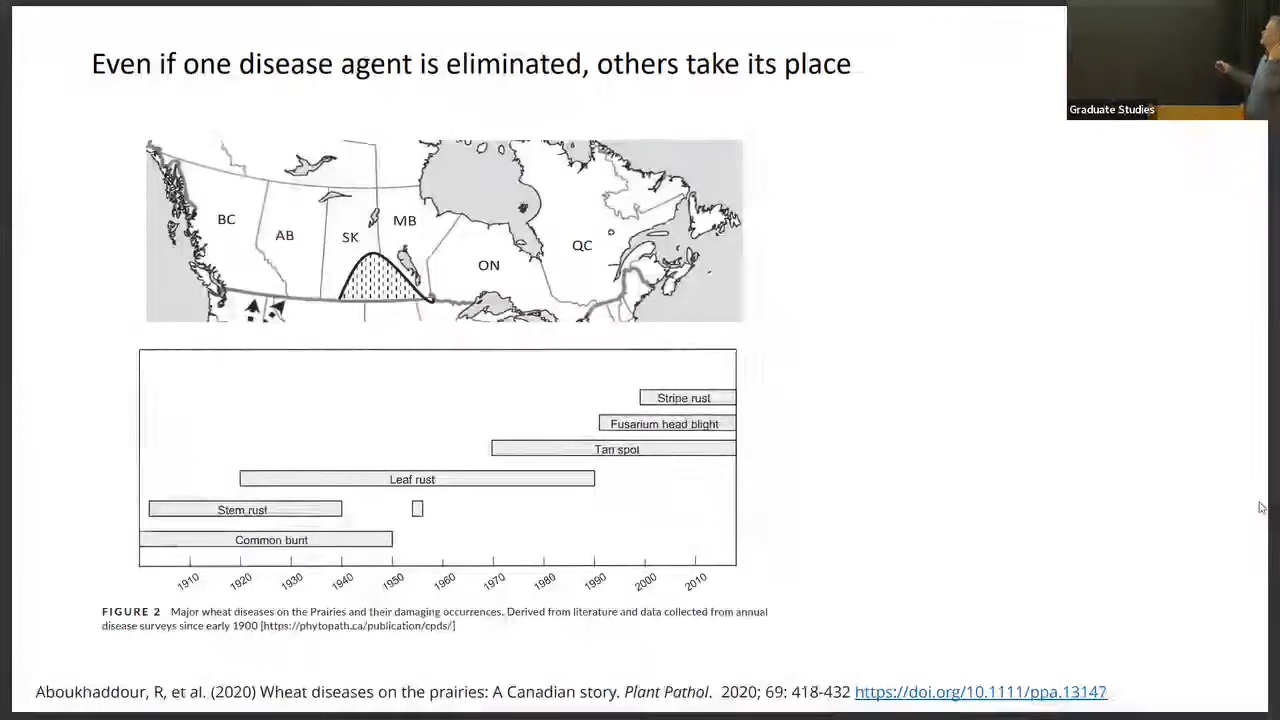 Even if one disease agent is eliminated, others take its place
Graduate Studies
BC
AB
SK
MB
ON
QC
Stripe rust
Fusarium head blight
Tan spot
Leaf rust
Stem rust
Common bunt
1910 1920 1930 1940 1950 1960 1970 1980 1990 2000 2010
FIGURE 2 Major wheat diseases on the Prairies and their damaging occurrences. Derived from literature and data collected from annual
disease surveys since early 1900 [https://phytopath.ca/publication/cpds/]
Aboukhaddour, R, et al. (2020) Wheat diseases on the prairies: A Canadian story. Plant Pathol. 2020; 69: 418-432 https://doi.org/10.1111/ppa.13147